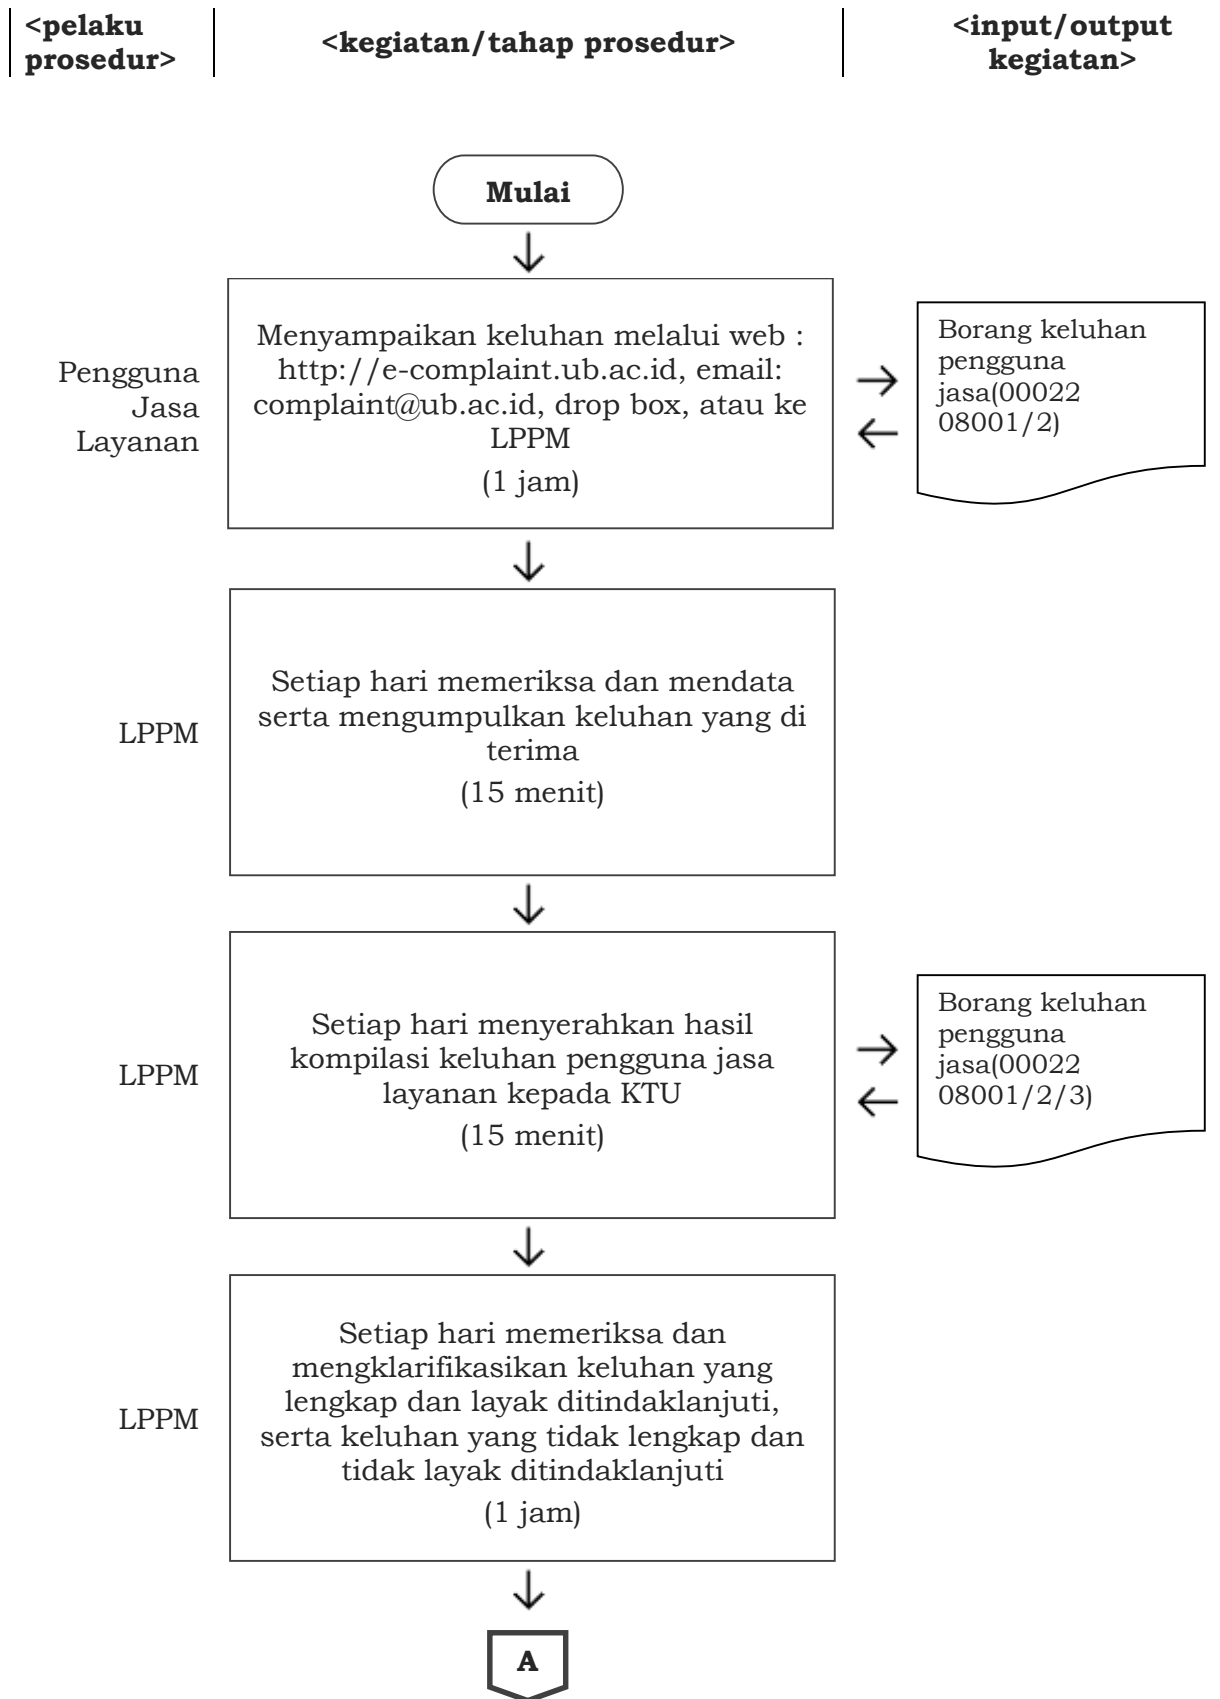 <pelaku
prosedur>
<kegiatan/tahap prosedur>
<input/output
kegiatan>
Mulai
Pengguna
Jasa
Layanan
Menyampaikan keluhan melalui web :
http://e-complaint.ub.ac.id, email:
complaint@ub.ac.id, drop box, atau ke
LPPM
(1 jam)
Borang keluhan
pengguna
jasa(00022
08001/2)
LPPM
Setiap hari memeriksa dan mendata
serta mengumpulkan keluhan yang di
terima
(15 menit)
LPPM
Setiap hari menyerahkan hasil
kompilasi keluhan pengguna jasa
layanan kepada KTU
(15 menit)
Borang keluhan
pengguna
jasa(00022
08001/2/3)
LPPM
Setiap hari memeriksa dan
mengklarifikasikan keluhan yang
lengkap dan layak ditindaklanjuti,
serta keluhan yang tidak lengkap dan
tidak layak ditindaklanjuti
(1 jam)
A